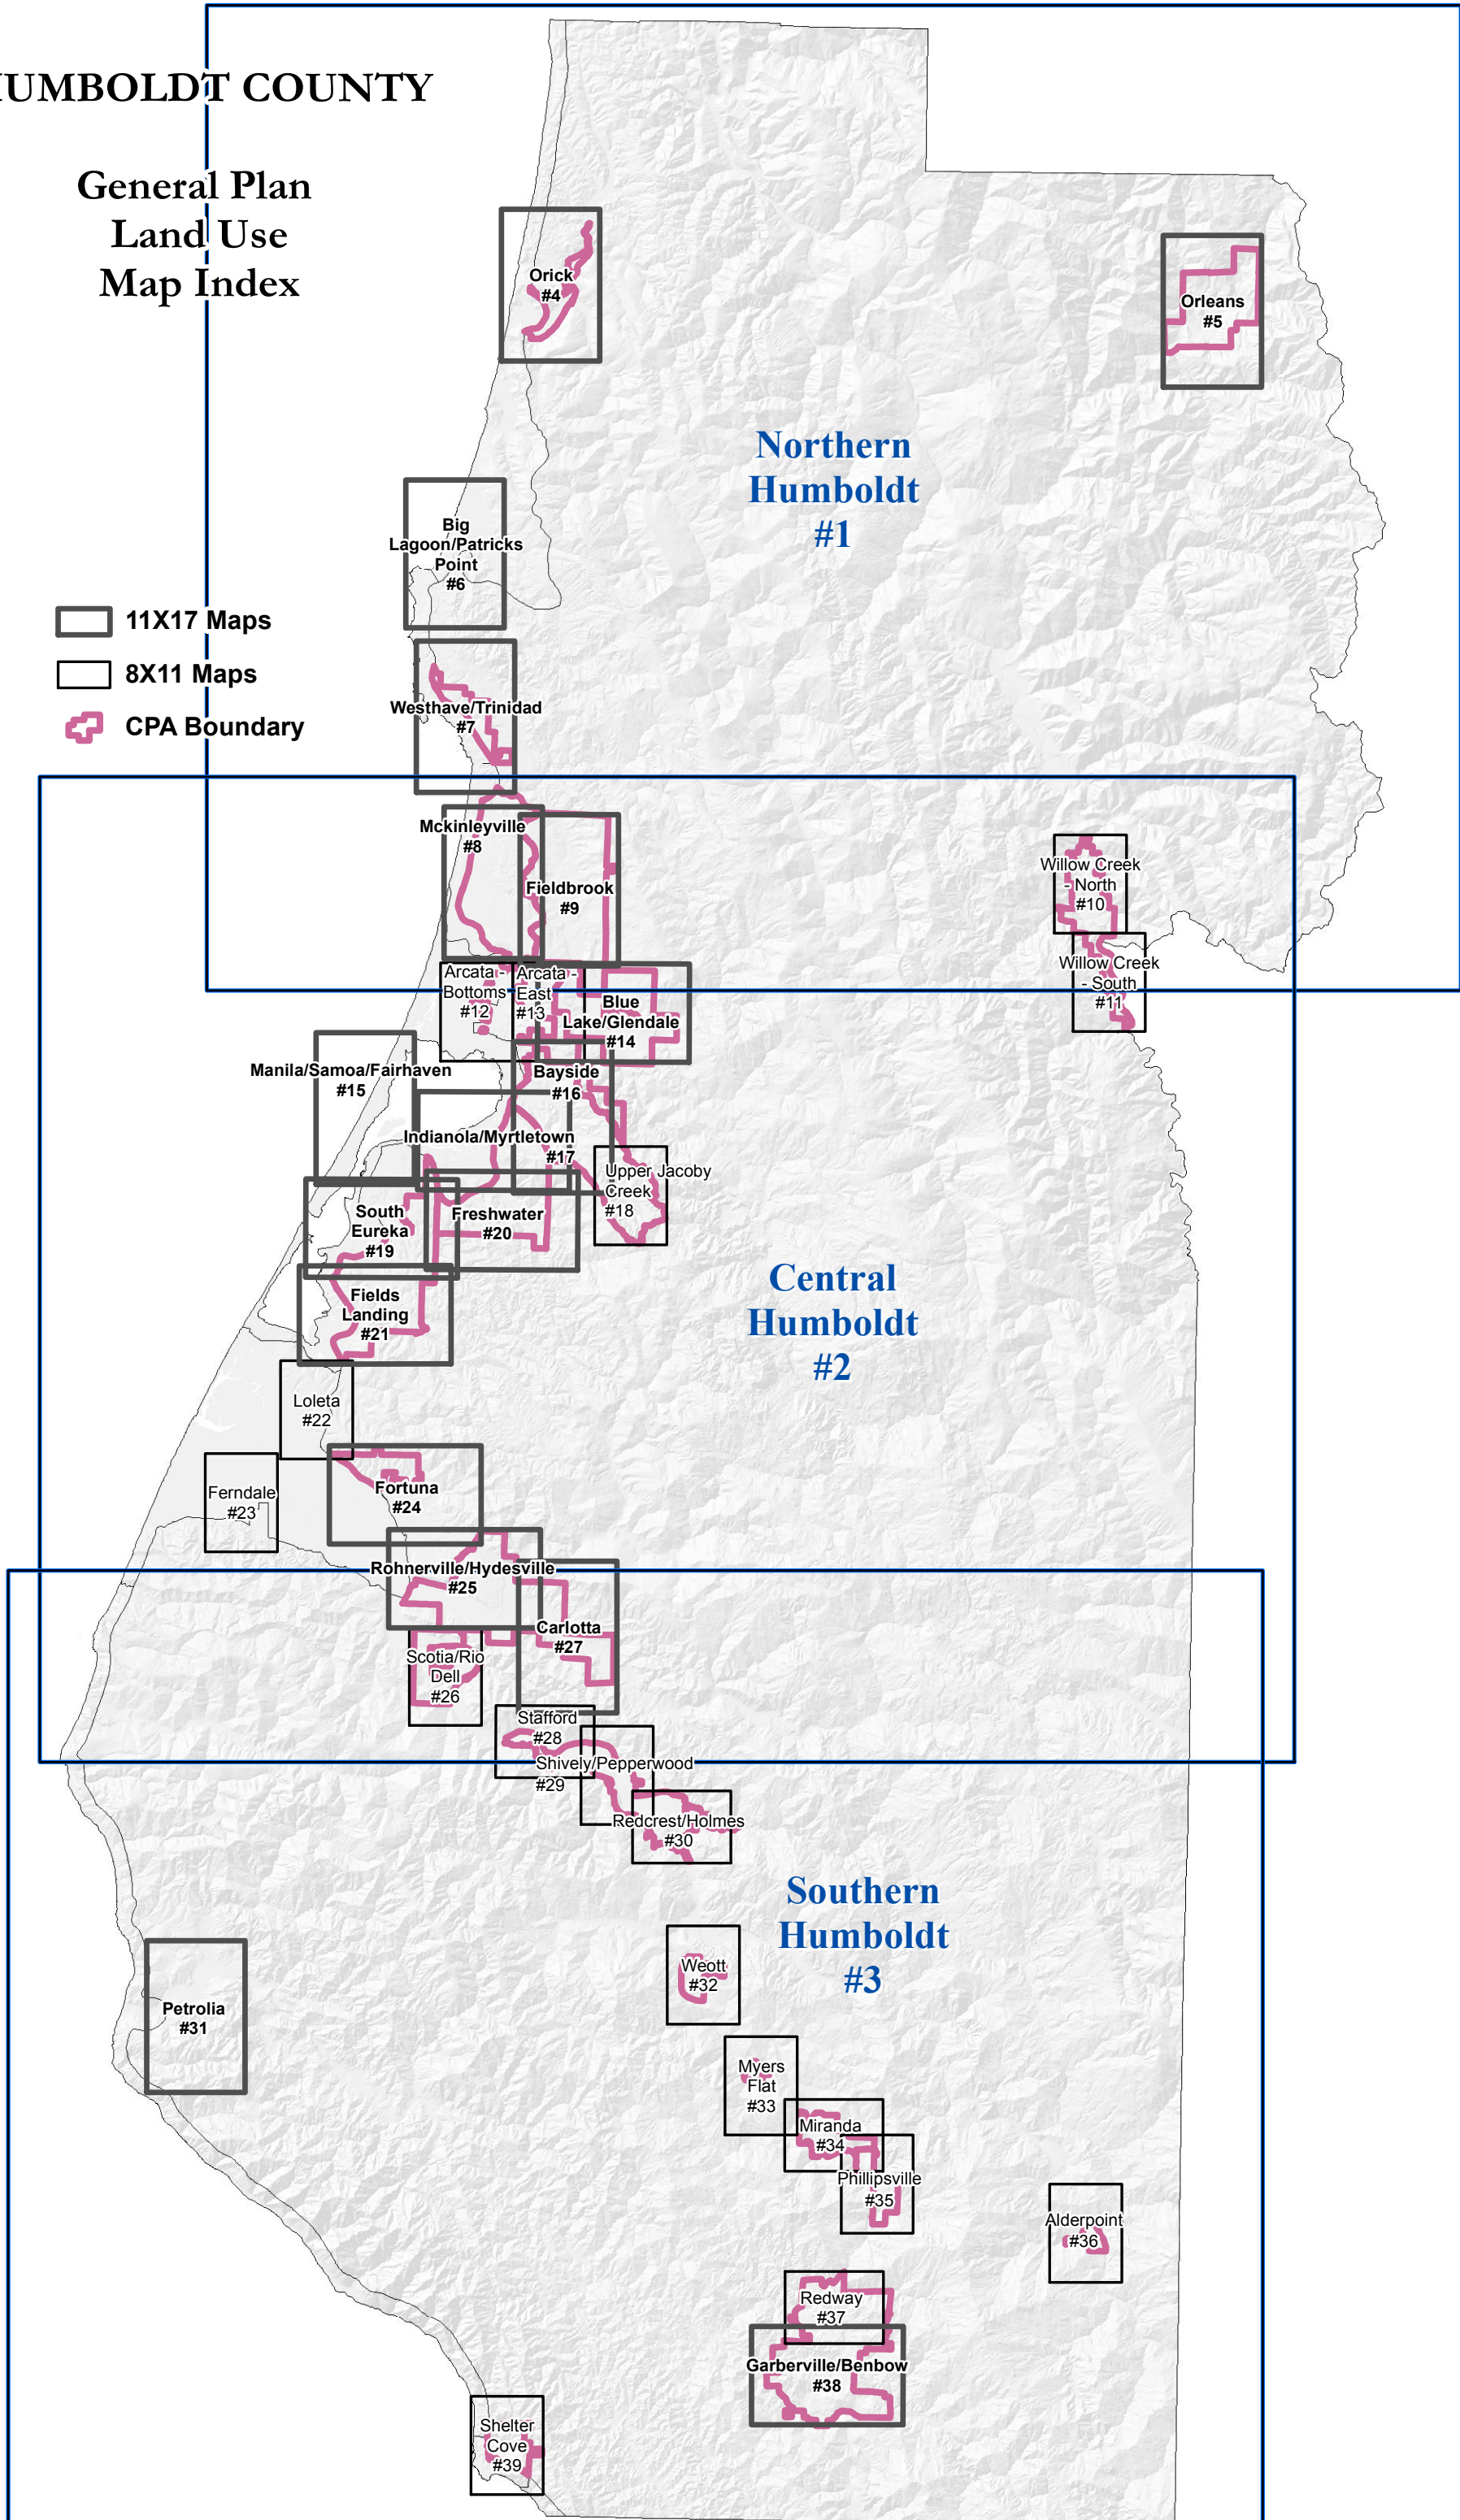 HUMBOLDT COUNTY
General Plan
Land Use
Map Index
Orick
#4
Orleans
#5
Northern
Humboldt
#1
Big
Lagoon/Patricks
Point
#6
11X17 Maps
8X11 Maps
CPA Boundary
Westhave/Trinidad
#7
Mckinleyville
#8
Fieldbrook
#9
Willow Creek
- North
#10
Willow Creek
- South
#11
Arcata -
Bottoms
#12
Arcata -
East
#13
Blue
Lake/Glendale
#14
Manila/Samoa/Fairhaven
#15
Bayside
#16
Indianola/Myrtletown
#17
Upper Jacoby
Creek
#18
South
Eureka
#19
Freshwater
#20
Central
Humboldt
#2
Fields
Landing
#21
Loleta
#22
Ferndale
#23
Fortuna
#24
Rohnerville/Hydesville
#25
Scotia/Rio
Dell
#26
Carlotta
#27
Stafford
#28
Shively/Pepperwood
#29
Redcrest/Holmes
#30
Southern
Humboldt
#3
Petrolia
#31
Weott
#32
Myers
Flat
#33
Miranda
#34
Phillipsville
#35
Alderpoint
#36
Redway
#37
Garberville/Benbow
#38
Shelter
Cove
#39